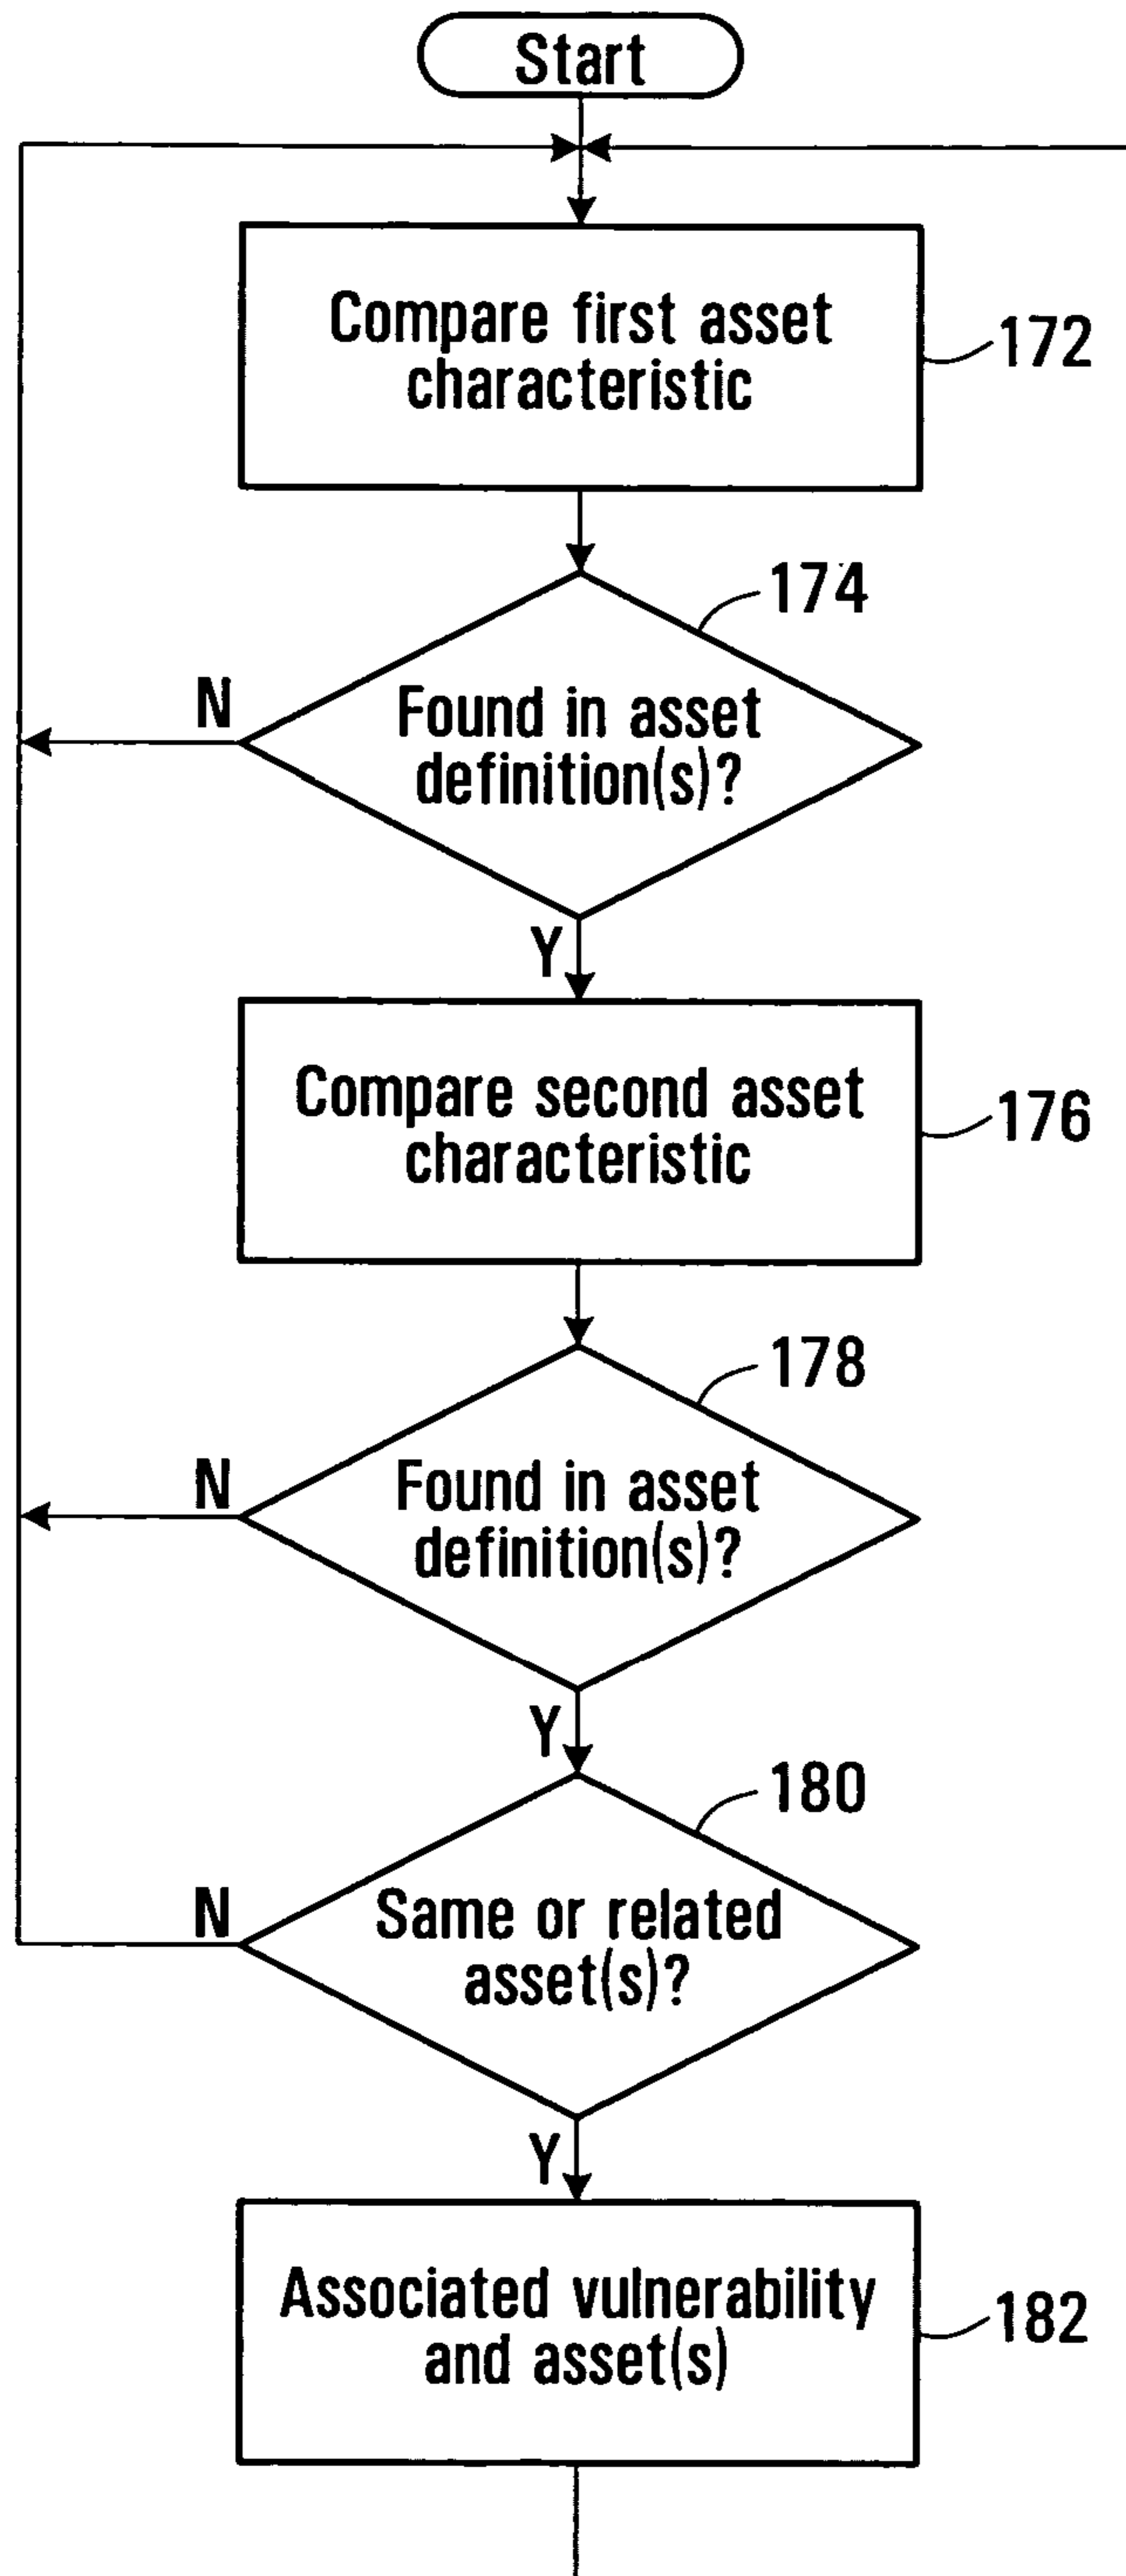 Start
Compare first asset
characteristic
172
174
N
Found in asset
definition(s)?
Y
Compare second asset
characteristic
176
178
N
Found in asset
definition(s)?
Y
180
N
Same or related
asset(s)?
Y
Associated vulnerability
and asset(s)
182